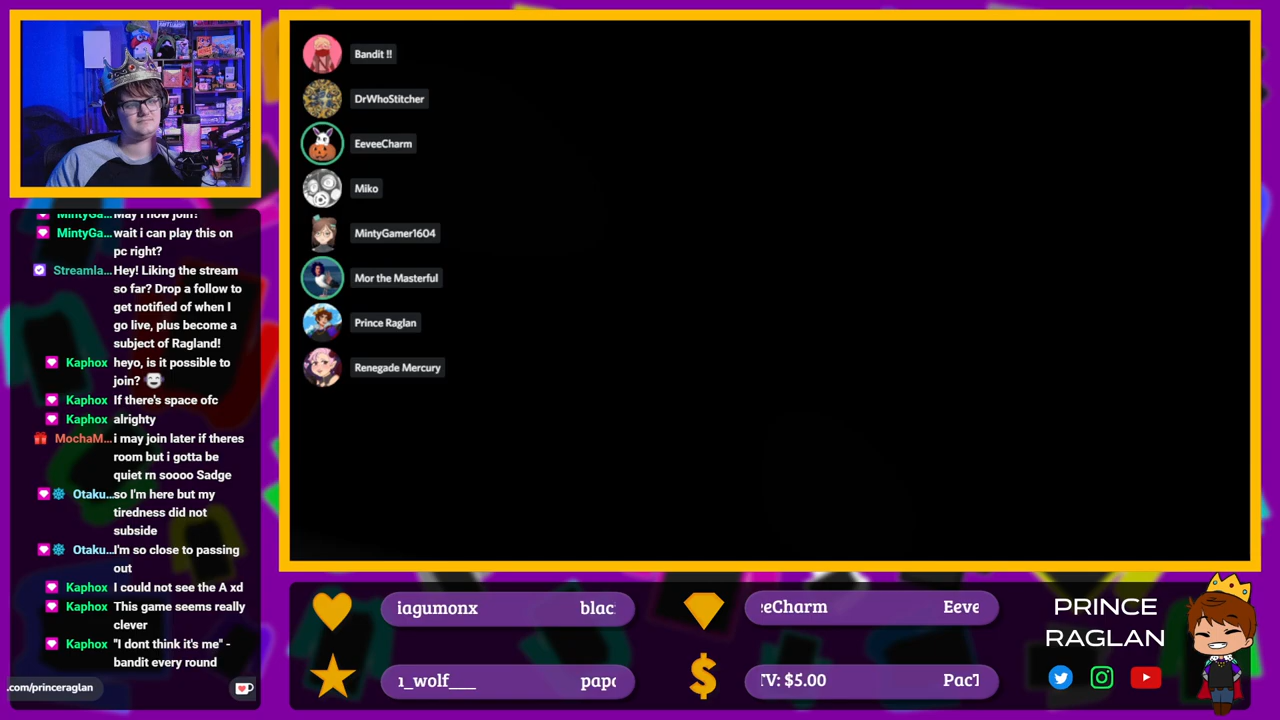 Bandit !!
DrWhoStitcher
EeveeCharm
Miko
MintyGamer1604
Mor the Masterful
Prince Raglan
Renegade Mercury
MintyGa... May I now join?
MintyGa... wait i can play this on
pc right?
Streamla... Hey! Liking the stream
so far? Drop a follow to
get notified of when I
go live, plus become a
subject of Ragland!
Kaphox heyo, is it possible to
join?
Kaphox If there's space ofc
Kaphox alrighty
MochaM... i may join later if theres
room but i gotta be
quiet rn soooo Sadge
Otaku... so I'm here but my
tiredness did not
subside
Otaku... I'm so close to passing
out
Kaphox I could not see the A xd
Kaphox This game seems really
clever
Kaphox "I dont think it's me" -
bandit every round
.com/princeraglan
iagumonx blac
eeCharm Eeve
_wolf___ papc
TV: $5.00 PacT
PRINCE
RAGLAN